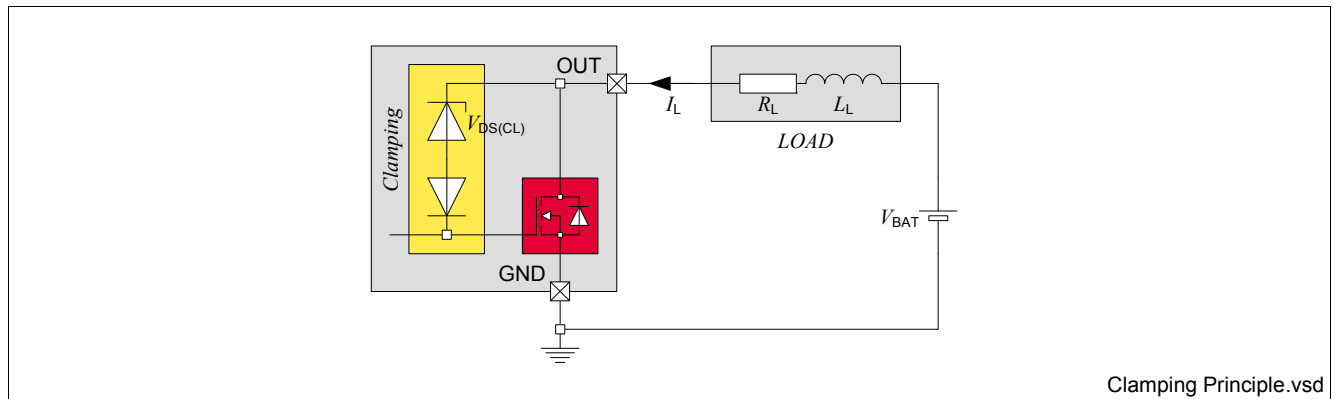 OUT
Clamping
V_DS(CL)
I_L
R_L
L_L
LOAD
V_BAT
GND
Clamping Principle.vsd